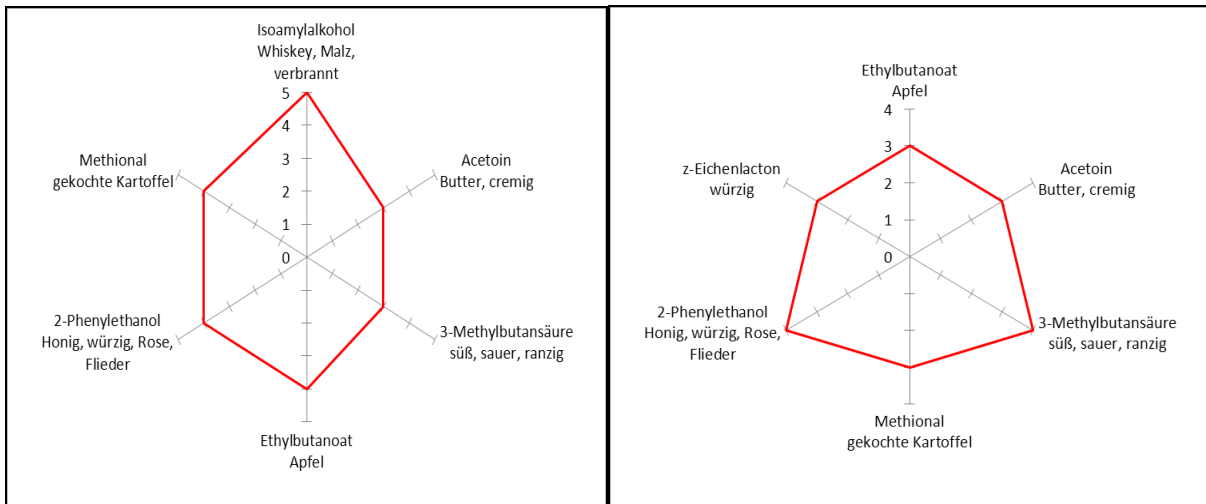 Isoamylalkohol
Whiskey, Malz,
verbrannt
5
4
3
2
1
0
Acetoin
Butter, cremig
3-Methylbutansäure
süß, sauer, ranzig
Ethylbutanoat
Apfel
2-Phenylethanol
Honig, würzig, Rose,
Flieder
Methional
gekochte Kartoffel
Ethylbutanoat
Apfel
4
3
2
1
0
Acetoin
Butter, cremig
3-Methylbutansäure
süß, sauer, ranzig
Methional
gekochte Kartoffel
2-Phenylethanol
Honig, würzig, Rose,
Flieder
z-Eichenlacton
würzig